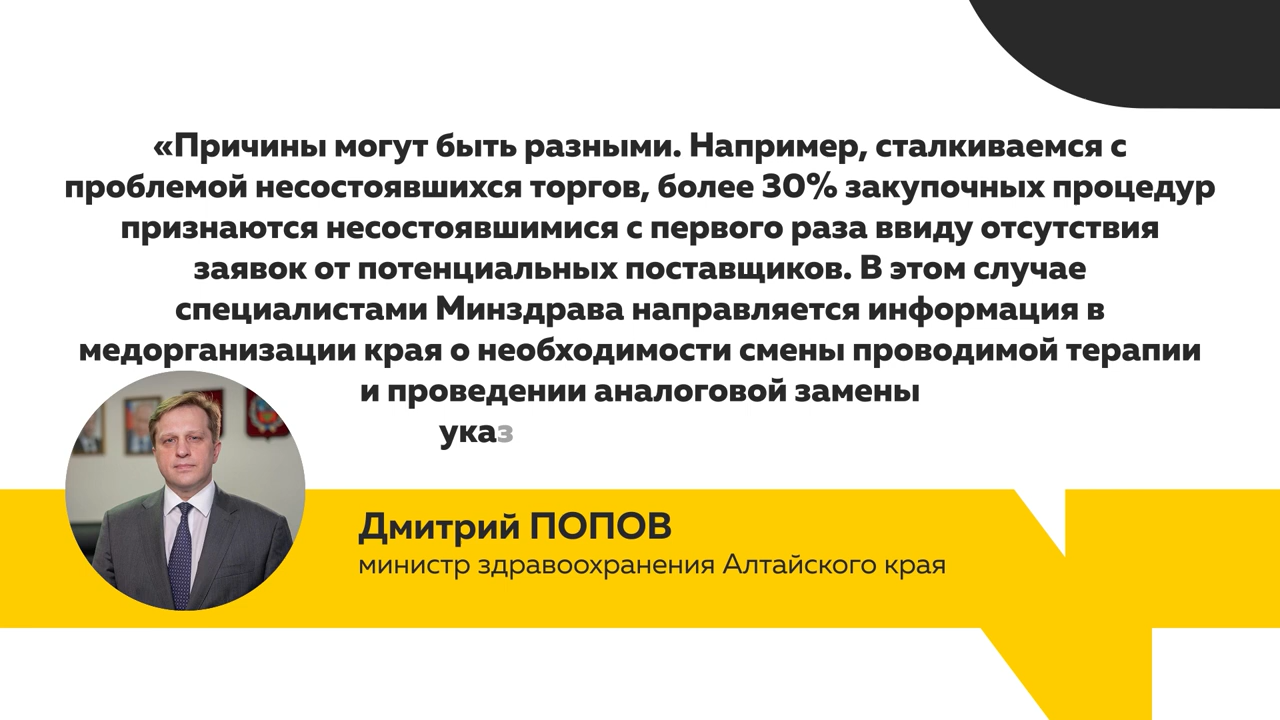 «Причины могут быть разными. Например, сталкиваемся с
проблемой несостоявшихся торгов, более 30% закупочных процедур
признаются несостоявшимися с первого раза ввиду отсутствия
заявок от потенциальных поставщиков. В этом случае
специалистами Минздрава направляется информация в
медорганизации края о необходимости смены проводимой терапии
и проведении аналоговой замены
указ
Дмитрий ПОПОВ
министр здравоохранения Алтайского края